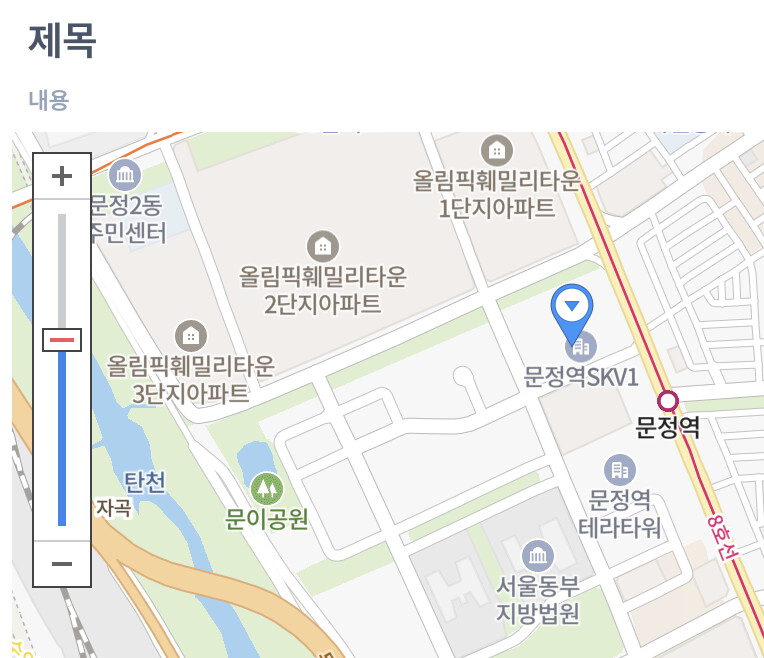 제목
내용
올림픽훼밀리타운
1단지아파트
문정2동
주민센터
올림픽훼밀리타운
2단지아파트
올림픽훼밀리타운
3단지아파트
문정역SKV1
문정역
탄천
자곡
문이공원
문정역
테라타워
8호선
서울동부
지방법원